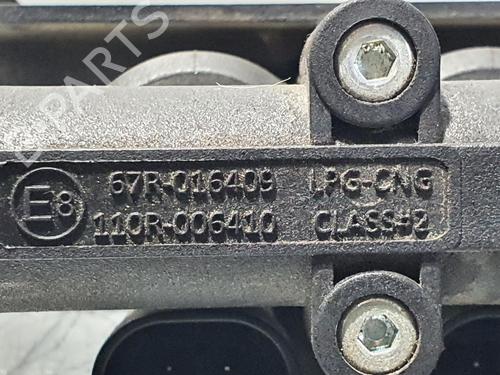 E8 67R-016409 LPG-CNG
110R-006410 CLASS#2
B-PARTS